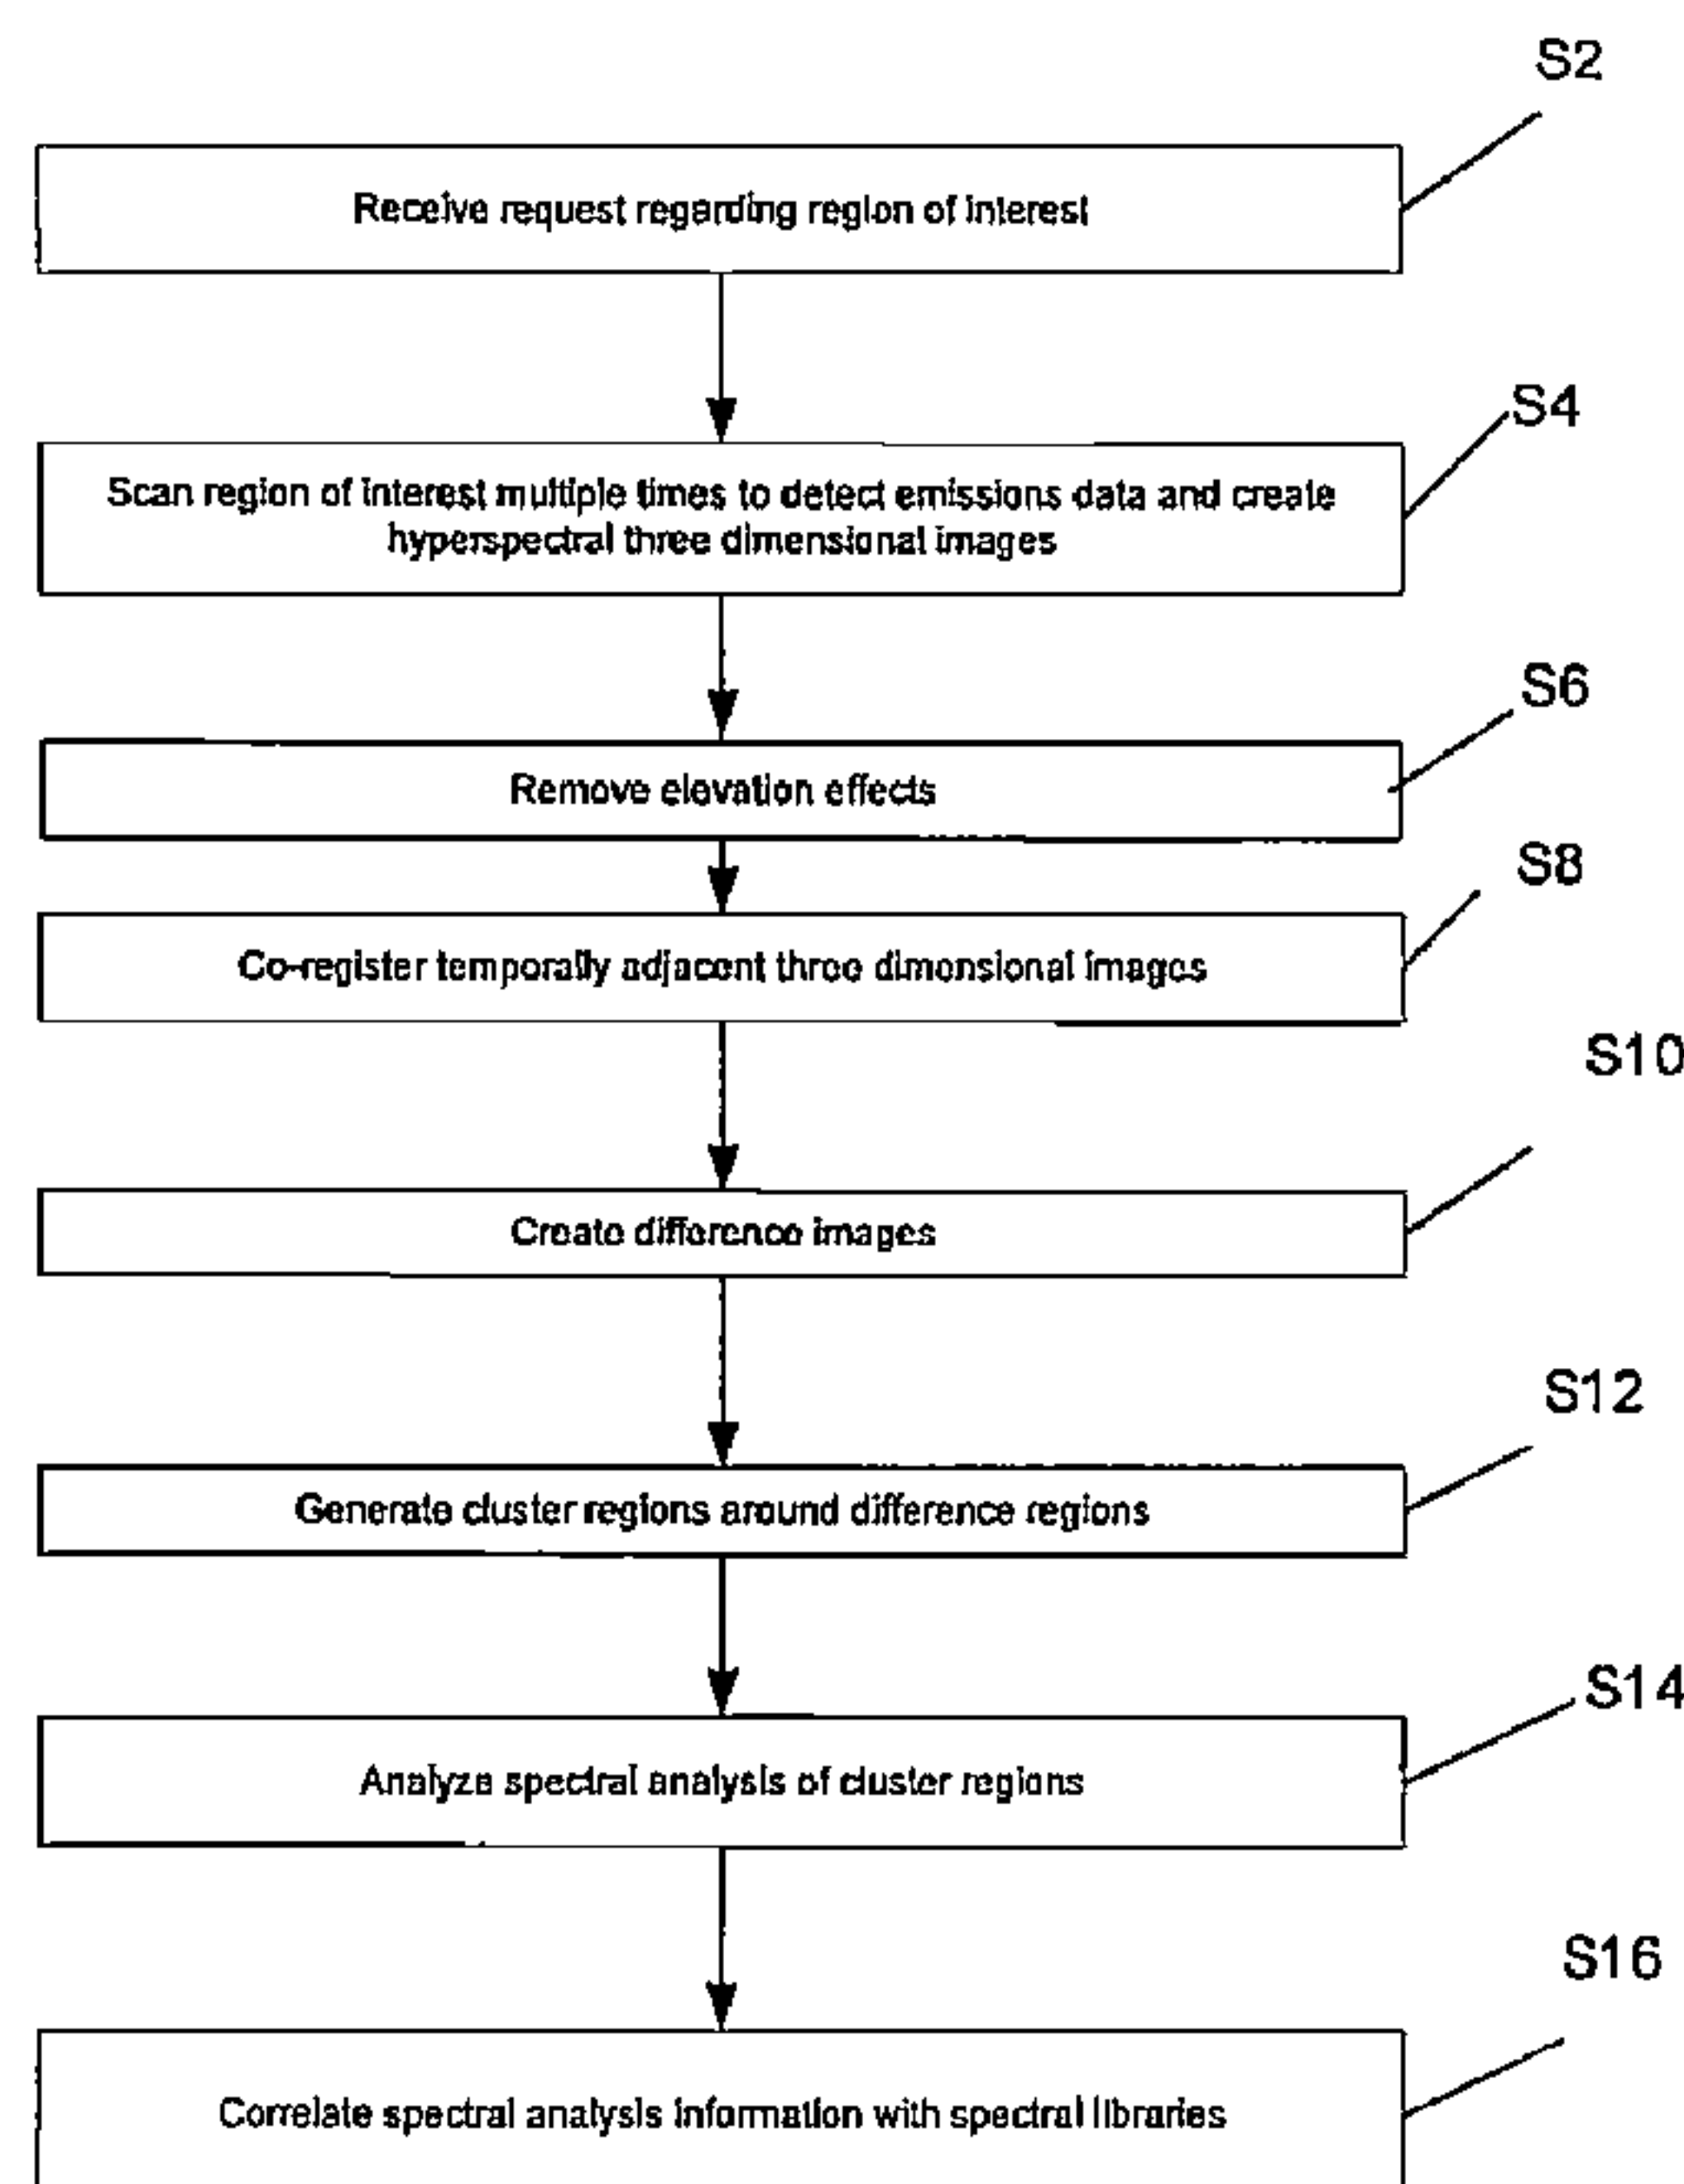 S2
Receive request regarding region of interest
S4
Scan region of interest multiple times to detect emissions data and create
hyperspectral three dimensional images
S6
Remove elevation effects
S8
Co-register temporally adjacent three dimensional images
S10
Create difference images
S12
Generate cluster regions around difference regions
S14
Analyze spectral analysis of cluster regions
S16
Correlate spectral analysis information with spectral libraries